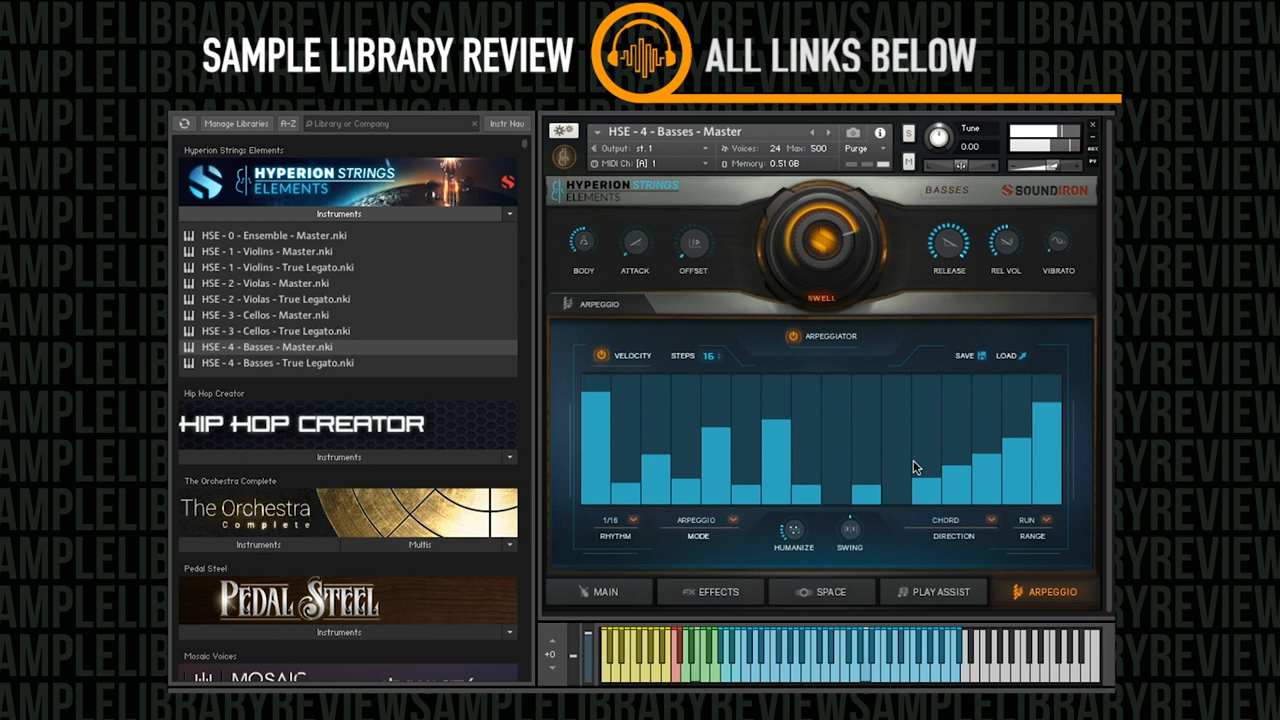 SAMPLE LIBRARY REVIEW
ALL LINKS BELOW
Manage Libraries
A-Z
Library or Company
Instr Nav
Hyperion Strings Elements
HYPERION STRINGS
ELEMENTS
Instruments
HSE - 0 - Ensemble - Master.nki
HSE - 1 - Violins - Master.nki
HSE - 1 - Violins - True Legato.nki
HSE - 2 - Violas - Master.nki
HSE - 2 - Violas - True Legato.nki
HSE - 3 - Cellos - Master.nki
HSE - 3 - Cellos - True Legato.nki
HSE - 4 - Basses - Master.nki
HSE - 4 - Basses - True Legato.nki
Hip Hop Creator
HIP HOP CREATOR
Instruments
The Orchestra Complete
The Orchestra
Complete
Instruments
Multis
Pedal Steel
PEDAL STEEL
Instruments
Mosaic Voices
MOSAIC
HSE - 4 - Basses - Master
Output: st. 1
Voices: 24 Max: 500
Purge
MIDI Ch: [A] 1
Memory: 0.51 GB
S
M
Tune
0.00
AUX
PV
HYPERION STRINGS
ELEMENTS
BASSES
SOUNDIRON
BODY
ATTACK
OFFSET
SWELL
RELEASE
REL VOL
VIBRATO
ARPEGGIO
ARPEGGIATOR
VELOCITY
STEPS 16
SAVE
LOAD
1/16
RHYTHM
ARPEGGIO
MODE
HUMANIZE
SWING
CHORD
DIRECTION
RUN
RANGE
MAIN
FX EFFECTS
SPACE
PLAY ASSIST
ARPEGGIO
+0